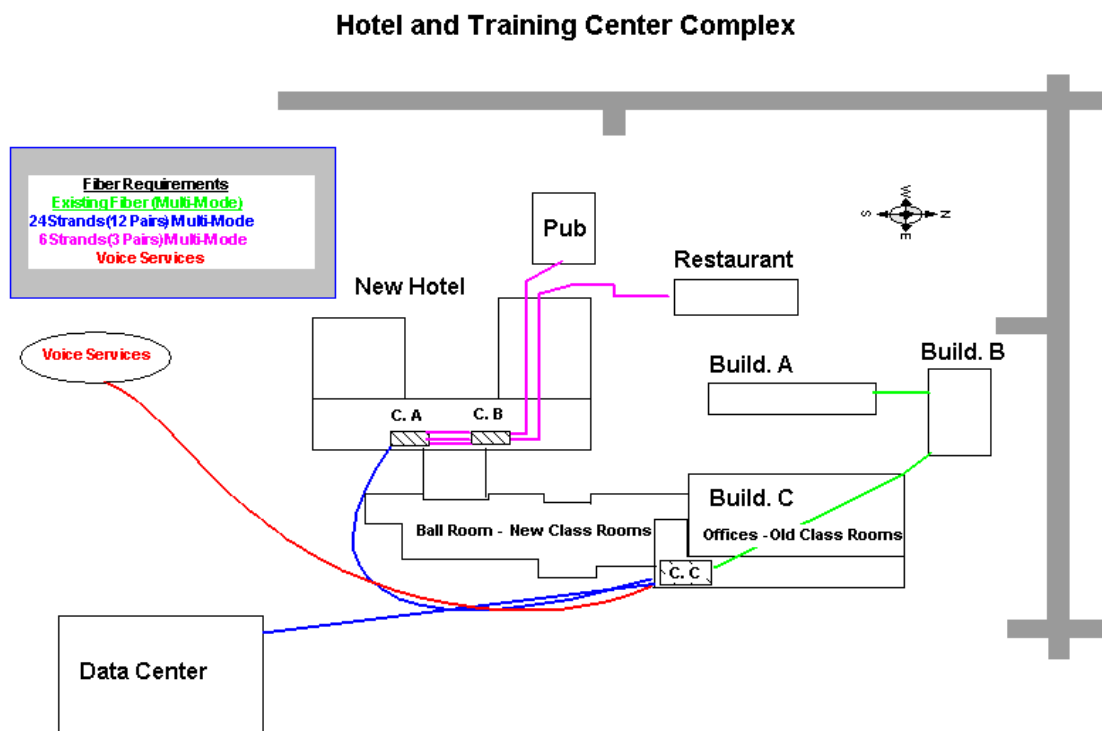 Hotel and Training Center Complex
Fiber Requirements
Existing Fiber (Multi-Mode)
24 Strands (12 Pairs) Multi-Mode
6 Strands (3 Pairs) Multi-Mode
Voice Services
W
S
N
E
Pub
Restaurant
New Hotel
Voice Services
Build. A
Build. B
C. A
C. B
Build. C
Ball Room - New Class Rooms
Offices - Old Class Rooms
C. C
Data Center